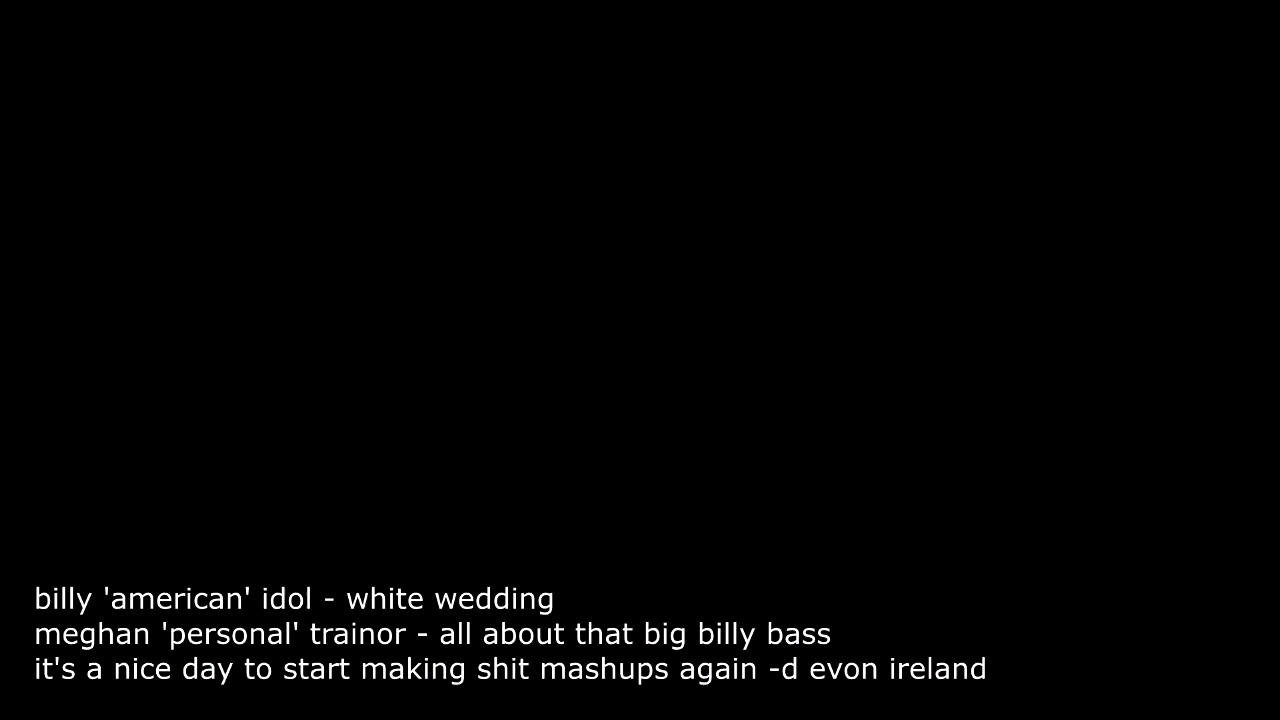 billy 'american' idol - white wedding
meghan 'personal' trainor - all about that big billy bass
it's a nice day to start making shit mashups again -d evon ireland